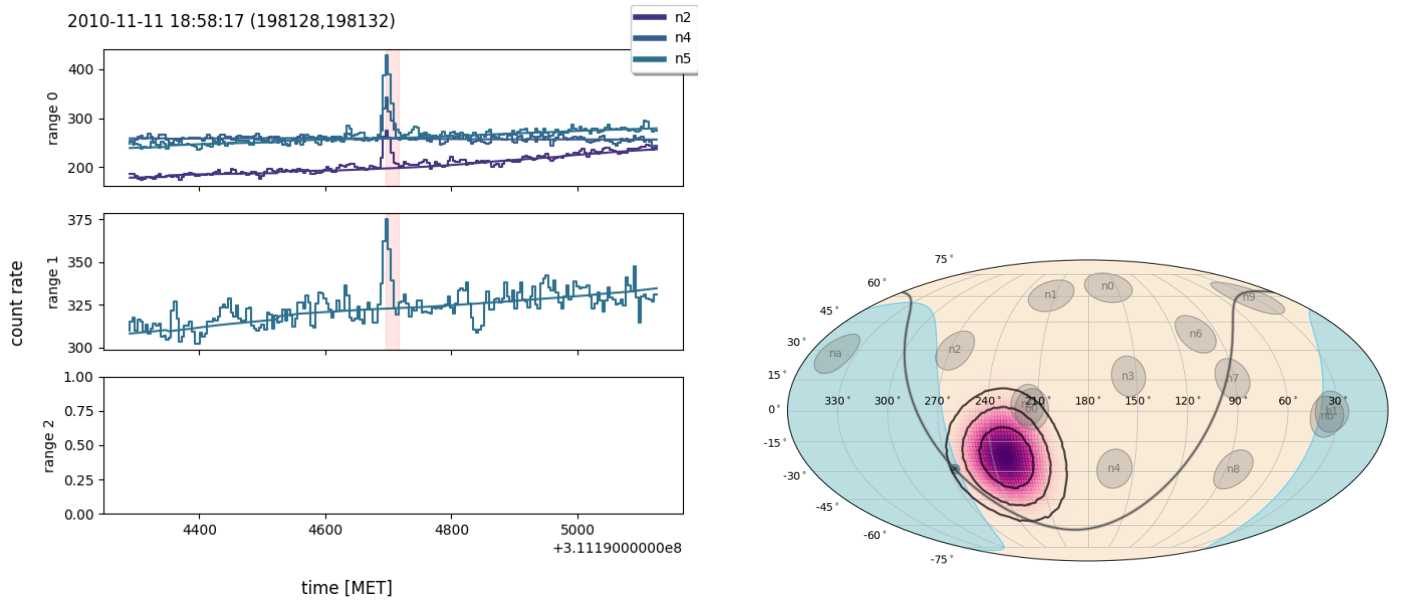 2010-11-11 18:58:17 (198128,198132)
n2
n4
n5
400
300
200
range 0
375
350
325
300
range 1
count rate
1.00
0.75
0.50
0.25
0.00
range 2
4400 4600 4800 5000
+3.1119000000e8
time [MET]
75°
60°
45°
30°
15°
0°
-15°
-30°
-45°
-60°
-75°
330° 300° 270° 240° 210° 180° 150° 120° 90° 60° 30°
n0
n1
n9
n6
n2
na
n3
n7
b0
b1
nb
n4
n8